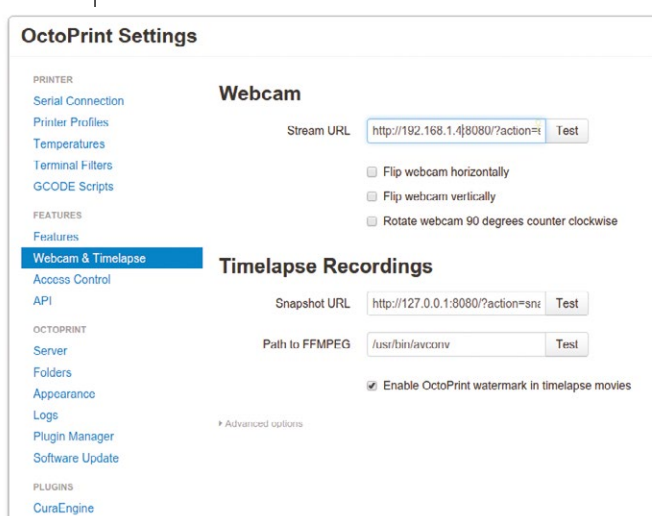 OctoPrint Settings
PRINTER
Serial Connection
Printer Profiles
Temperatures
Terminal Filters
GCODE Scripts
FEATURES
Features
Webcam & Timelapse
Access Control
API
OCTOPRINT
Server
Folders
Appearance
Logs
Plugin Manager
Software Update
PLUGINS
CuraEngine
Webcam
Stream URL http://192.168.1.4:8080/?action=s Test
Flip webcam horizontally
Flip webcam vertically
Rotate webcam 90 degrees counter clockwise
Timelapse Recordings
Snapshot URL http://127.0.0.1:8080/?action=sna Test
Path to FFMPEG /usr/bin/avconv Test
Enable OctoPrint watermark in timelapse movies
Advanced options